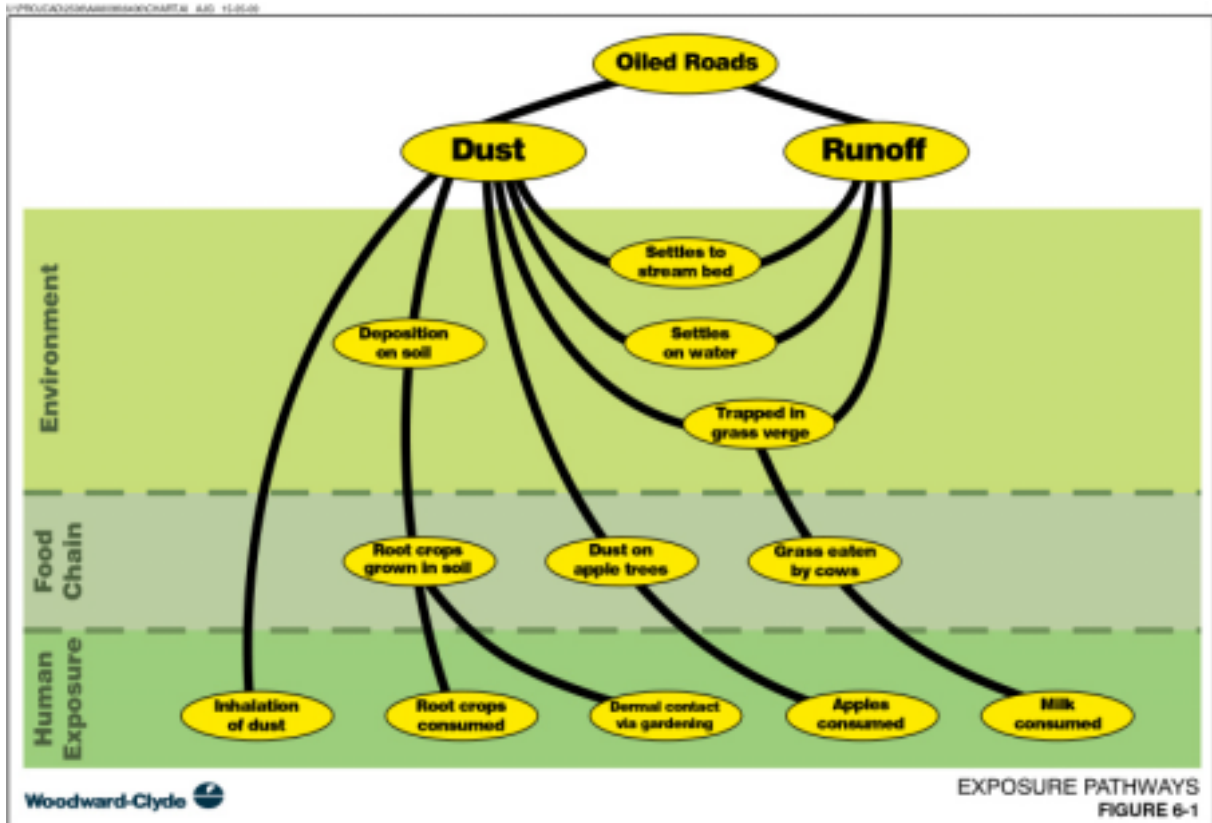 Oiled Roads
Dust
Runoff
Environment
Settles to
stream bed
Deposition
on soil
Settles
on water
Trapped in
grass verge
Food
Chain
Root crops
grown in soil
Dust on
apple trees
Grass eaten
by cows
Human
Exposure
Inhalation
of dust
Root crops
consumed
Dermal contact
via gardening
Apples
consumed
Milk
consumed
Woodward-Clyde
EXPOSURE PATHWAYS
FIGURE 6-1